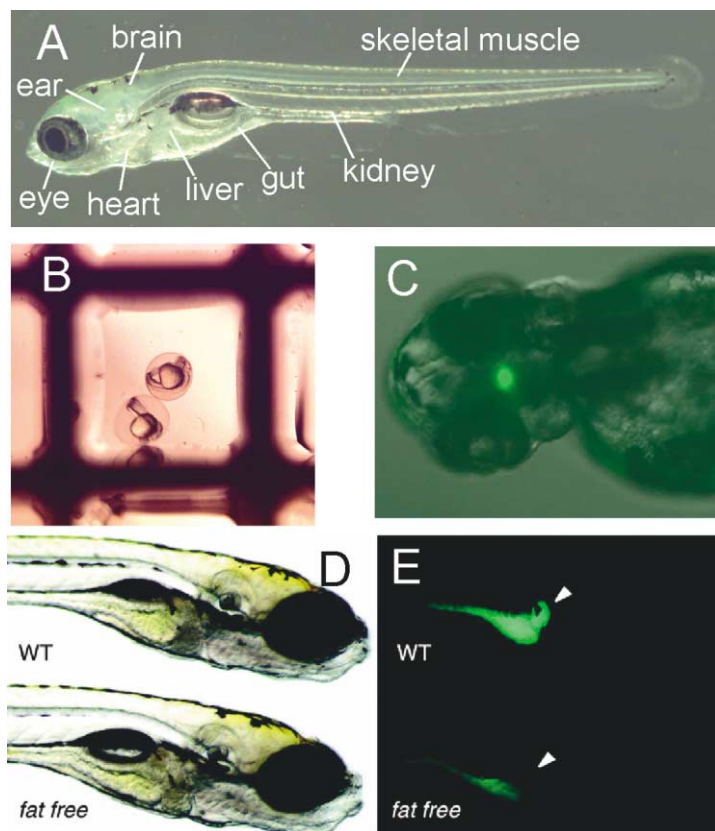 A
brain
skeletal muscle
ear
eye
heart
liver
gut
kidney
B
C
D
WT
fat free
E
WT
fat free